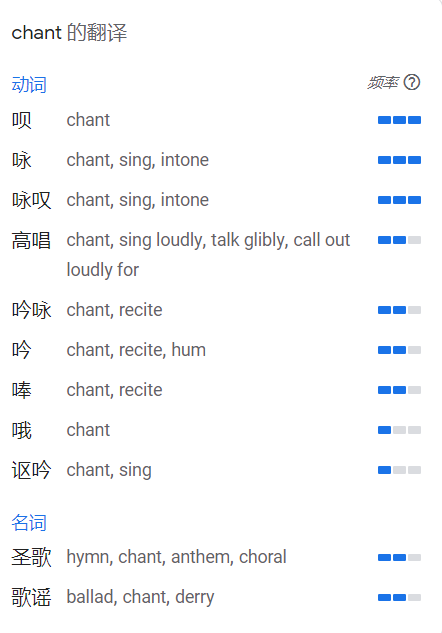 chant 的翻译
动词 频率
呗 chant
咏 chant, sing, intone
咏叹 chant, sing, intone
高唱 chant, sing loudly, talk glibly, call out
loudly for
吟咏 chant, recite
吟 chant, recite, hum
唪 chant, recite
哦 chant
讴吟 chant, sing
名词
圣歌 hymn, chant, anthem, choral
歌谣 ballad, chant, derry